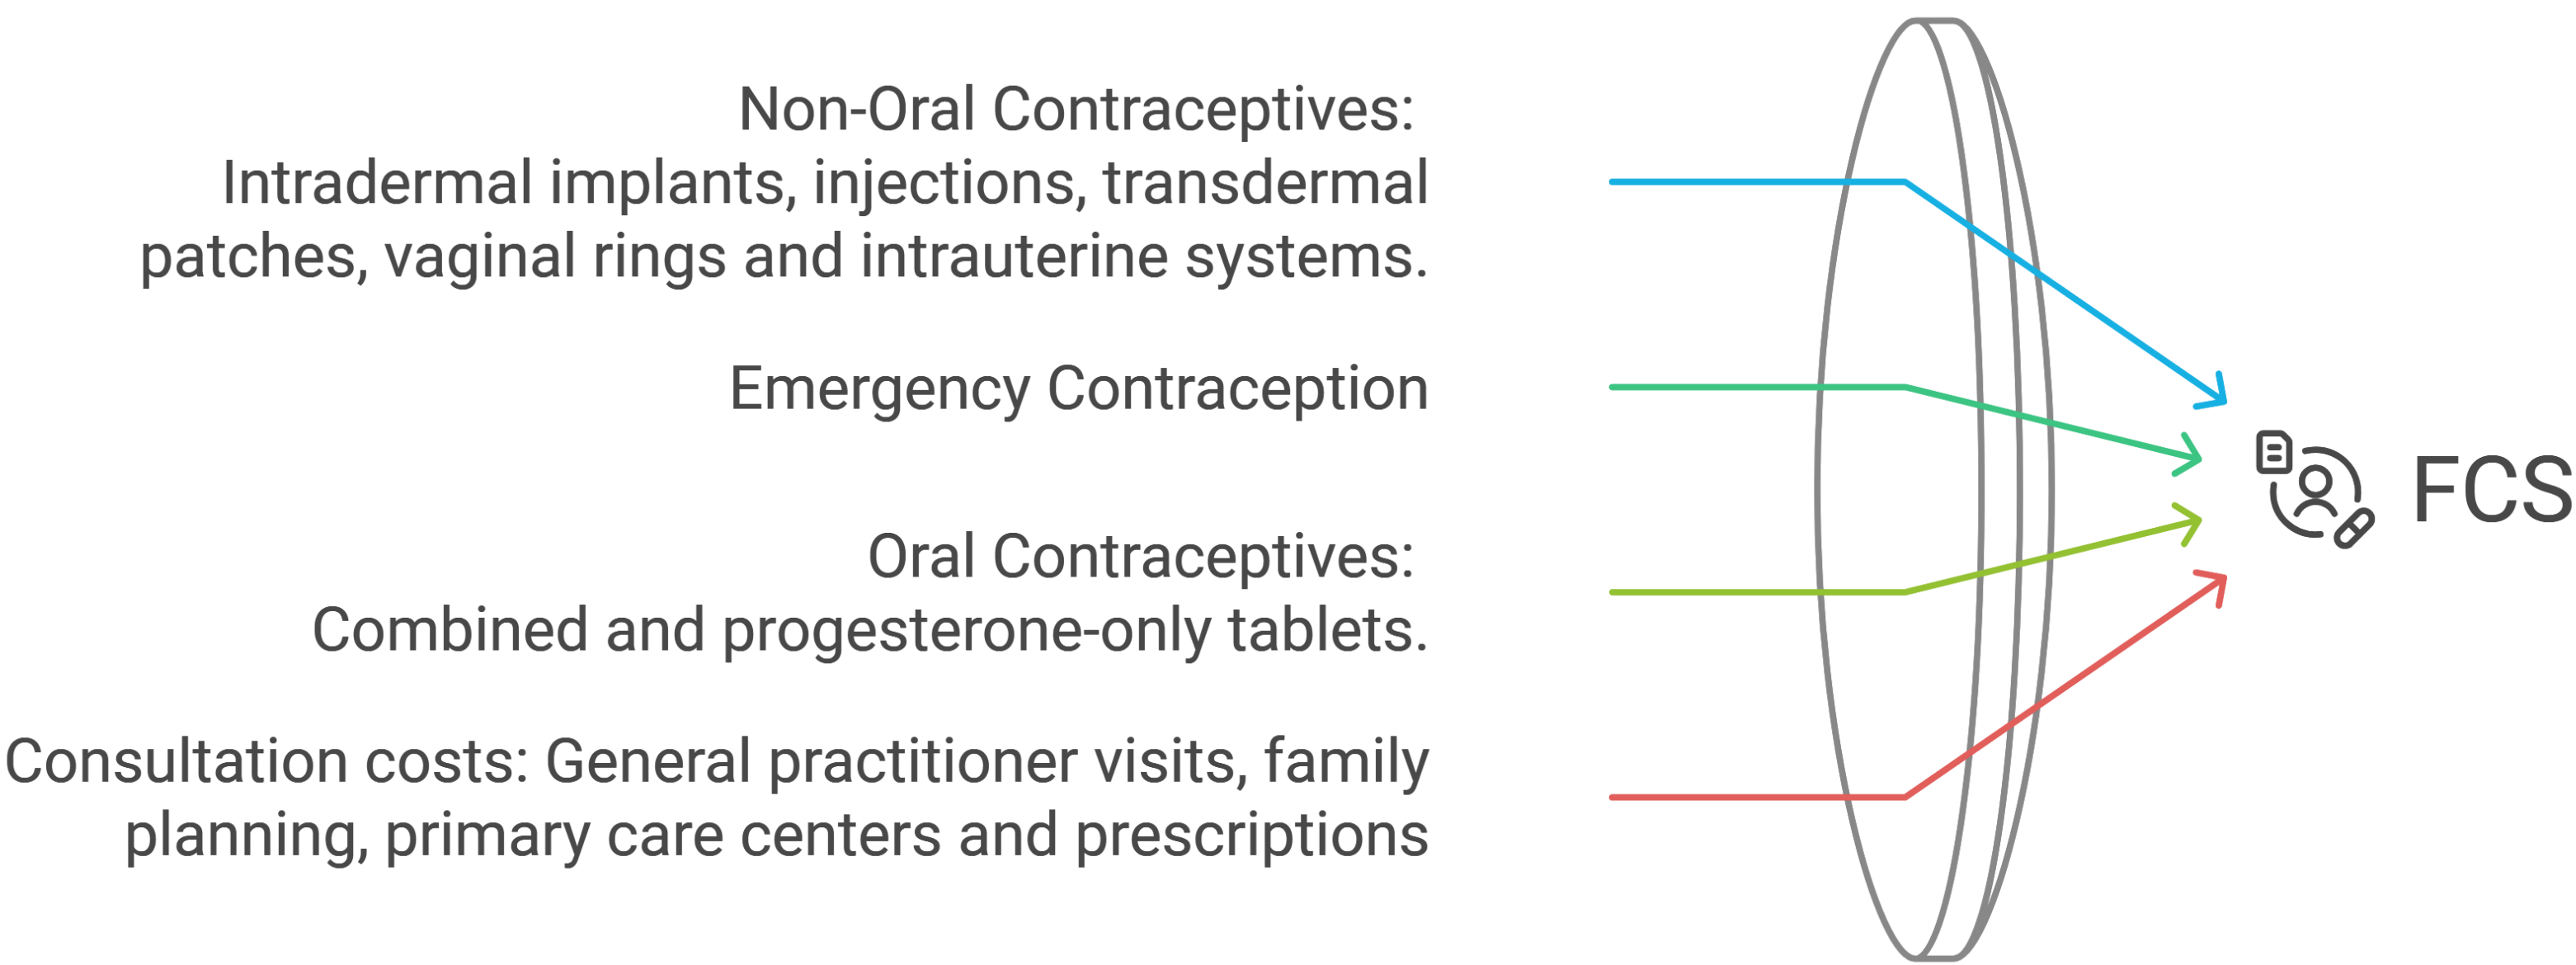 Non-Oral Contraceptives:
Intradermal implants, injections, transdermal
patches, vaginal rings and intrauterine systems.
Emergency Contraception
Oral Contraceptives:
Combined and progesterone-only tablets.
Consultation costs: General practitioner visits, family
planning, primary care centers and prescriptions
FCS